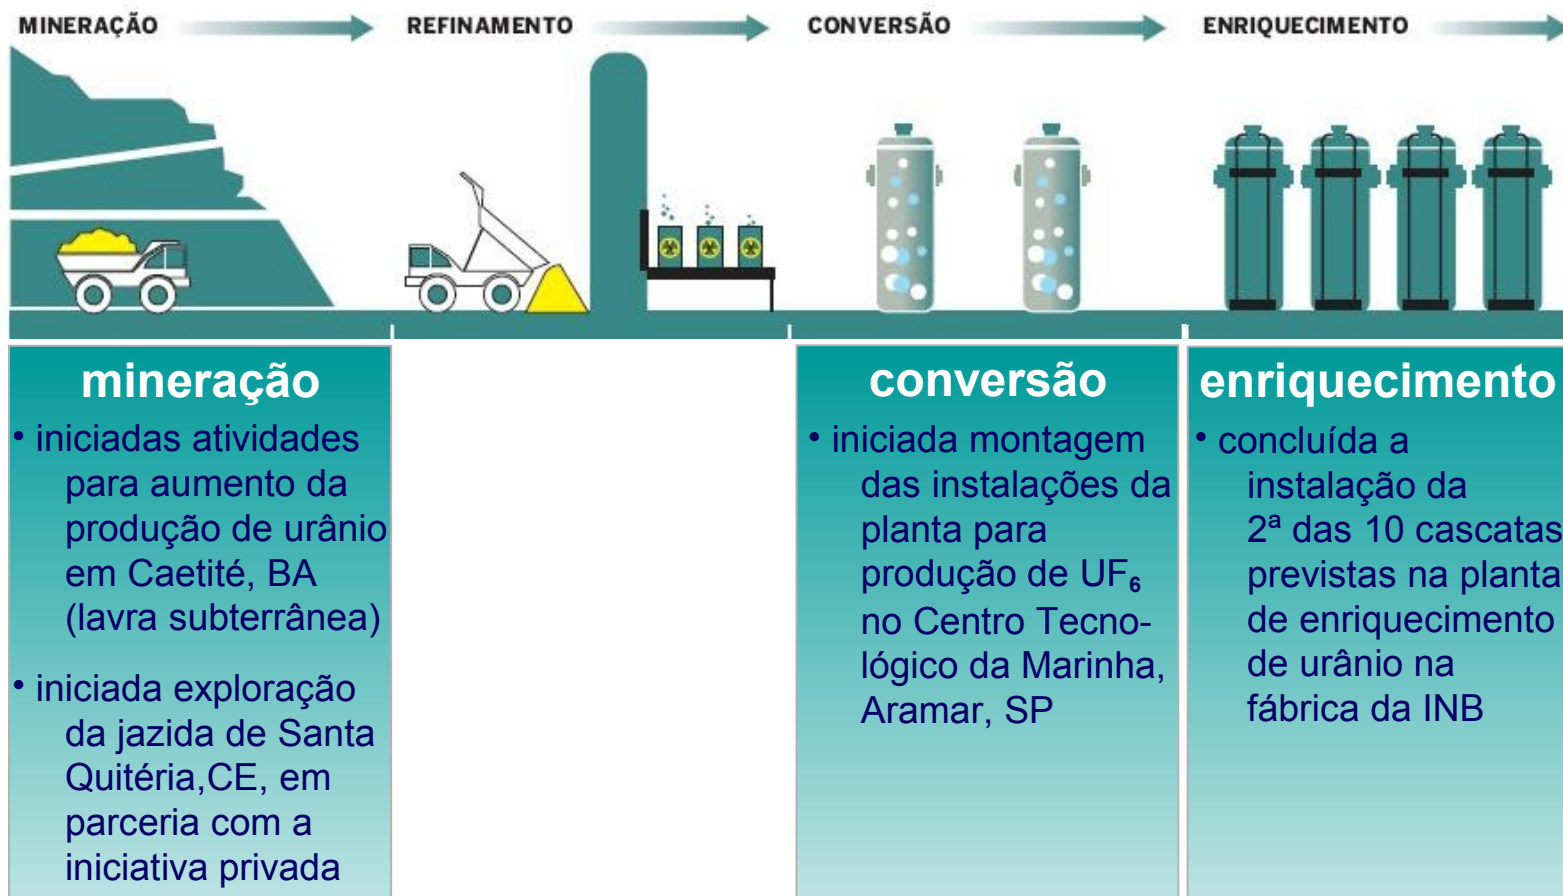 MINERAÇÃO
REFINAMENTO
CONVERSÃO
ENRIQUECIMENTO
mineração
• iniciadas atividades
para aumento da
produção de urânio
em Caetité, BA
(lavra subterrânea)
• iniciada exploração
da jazida de Santa
Quitéria,CE, em
parceria com a
iniciativa privada
conversão
• iniciada montagem
das instalações da
planta para
produção de UF₆
no Centro Tecno-
lógico da Marinha,
Aramar, SP
enriquecimento
• concluída a
instalação da
2ª das 10 cascatas
previstas na planta
de enriquecimento
de urânio na
fábrica da INB